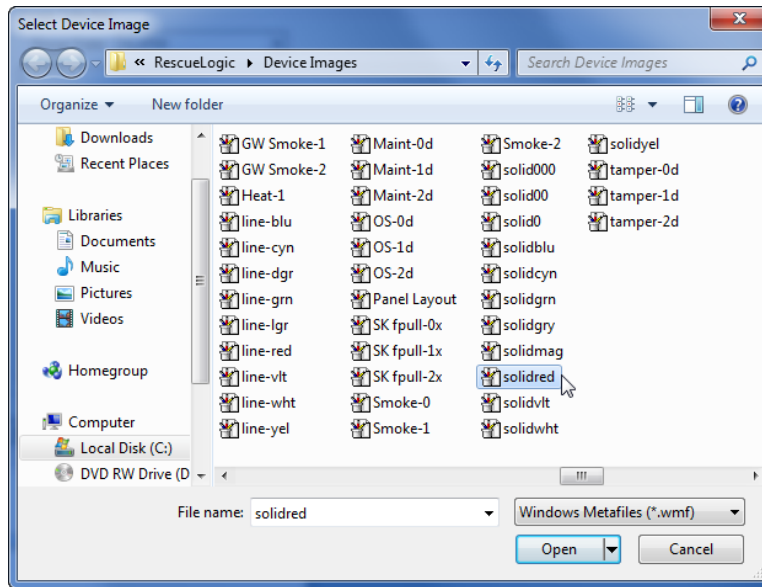 Select Device Image
« RescueLogic Device Images
Search Device Images
Organize New folder
Downloads
Recent Places
Libraries
Documents
Music
Pictures
Videos
Homegroup
Computer
Local Disk (C:)
DVD RW Drive (D
GW Smoke-1
GW Smoke-2
Heat-1
line-blu
line-cyn
line-dgr
line-grn
line-lgr
line-red
line-vlt
line-wht
line-yel
Maint-0d
Maint-1d
Maint-2d
OS-0d
OS-1d
OS-2d
Panel Layout
SK fpull-0x
SK fpull-1x
SK fpull-2x
Smoke-0
Smoke-1
Smoke-2
solid000
solid00
solid0
solidblu
solidcyn
solidgrn
solidgry
solidmag
solidred
solidvlt
solidwht
solidyel
tamper-0d
tamper-1d
tamper-2d
File name: solidred Windows Metafiles (*.wmf)
Open Cancel